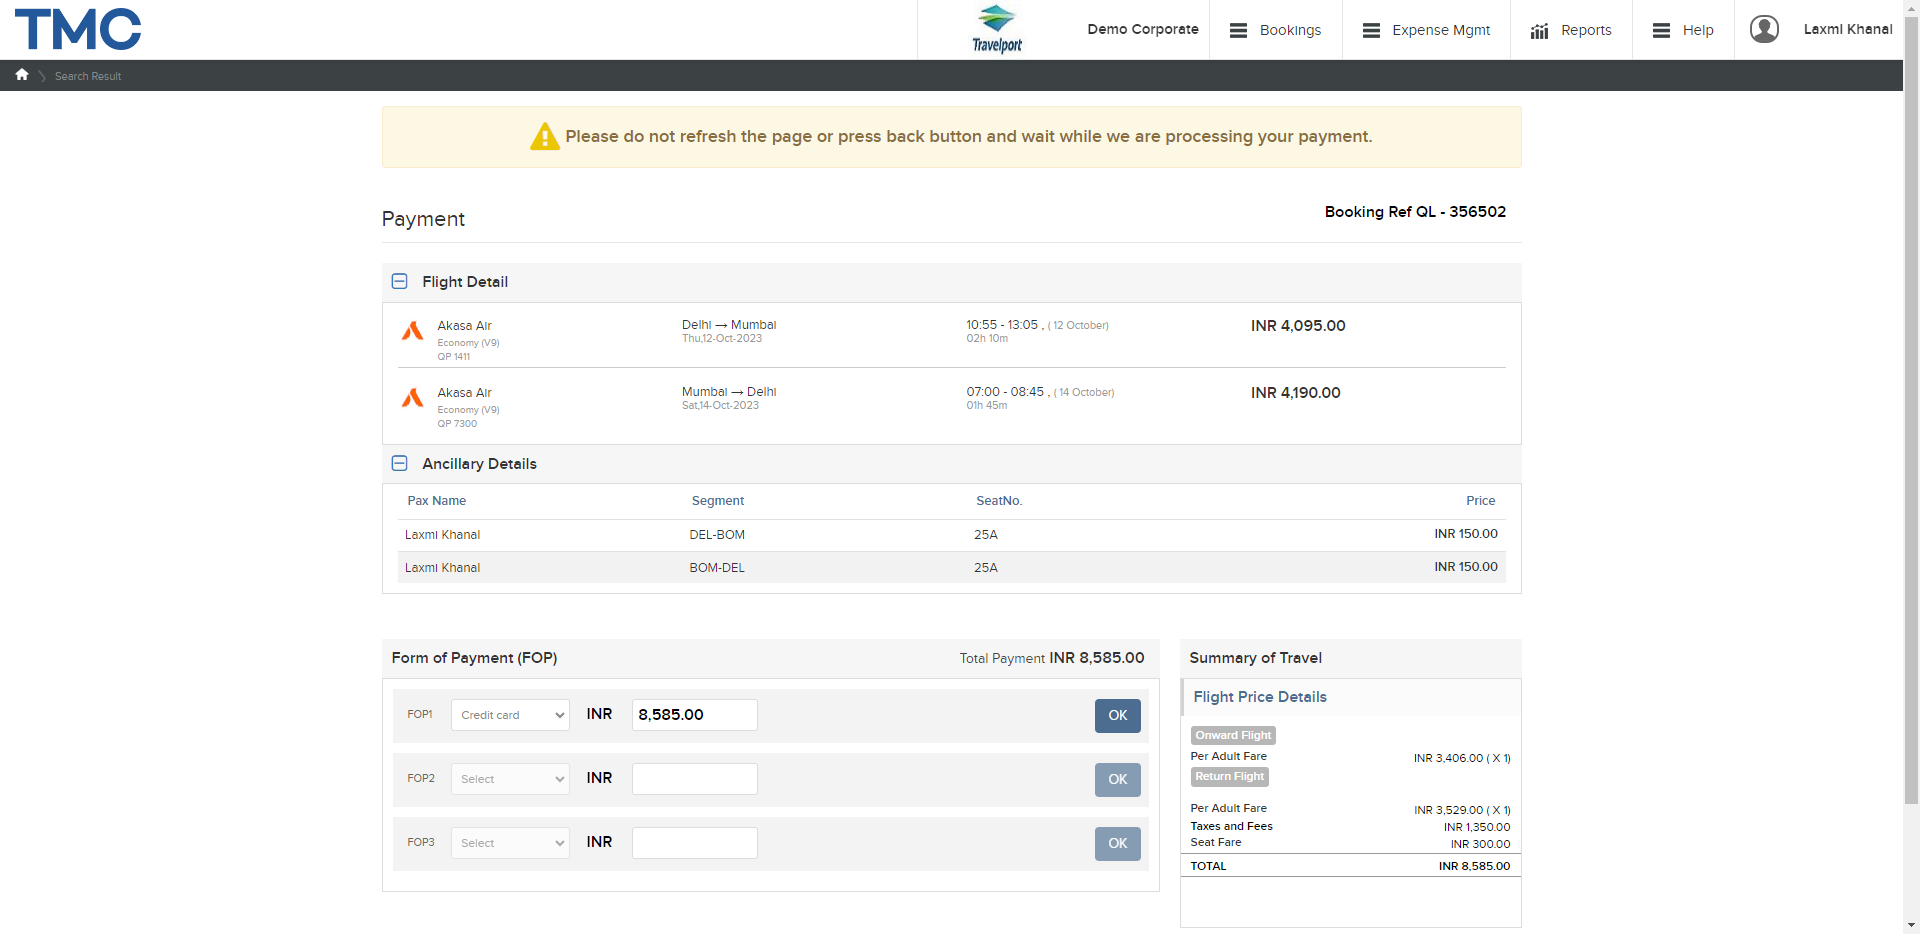 TMC
Travelport
Demo Corporate
Bookings
Expense Mgmt
Reports
Help
Laxmi Khanal
Search Result
Please do not refresh the page or press back button and wait while we are processing your payment.
Payment
Booking Ref QL - 356502
Flight Detail
Akasa Air
Economy (V9)
QP 1411
Delhi → Mumbai
Thu,12-Oct-2023
10:55 - 13:05 , ( 12 October)
02h 10m
INR 4,095.00
Akasa Air
Economy (V9)
QP 7300
Mumbai → Delhi
Sat,14-Oct-2023
07:00 - 08:45 , ( 14 October)
01h 45m
INR 4,190.00
Ancillary Details
Pax Name Segment SeatNo. Price
Laxmi Khanal DEL-BOM 25A INR 150.00
Laxmi Khanal BOM-DEL 25A INR 150.00
Form of Payment (FOP) Total Payment INR 8,585.00
FOP1 Credit card INR 8,585.00 OK
FOP2 Select INR OK
FOP3 Select INR OK
Summary of Travel
Flight Price Details
Onward Flight
Per Adult Fare INR 3,406.00 ( X 1)
Return Flight
Per Adult Fare INR 3,529.00 ( X 1)
Taxes and Fees INR 1,350.00
Seat Fare INR 300.00
TOTAL INR 8,585.00